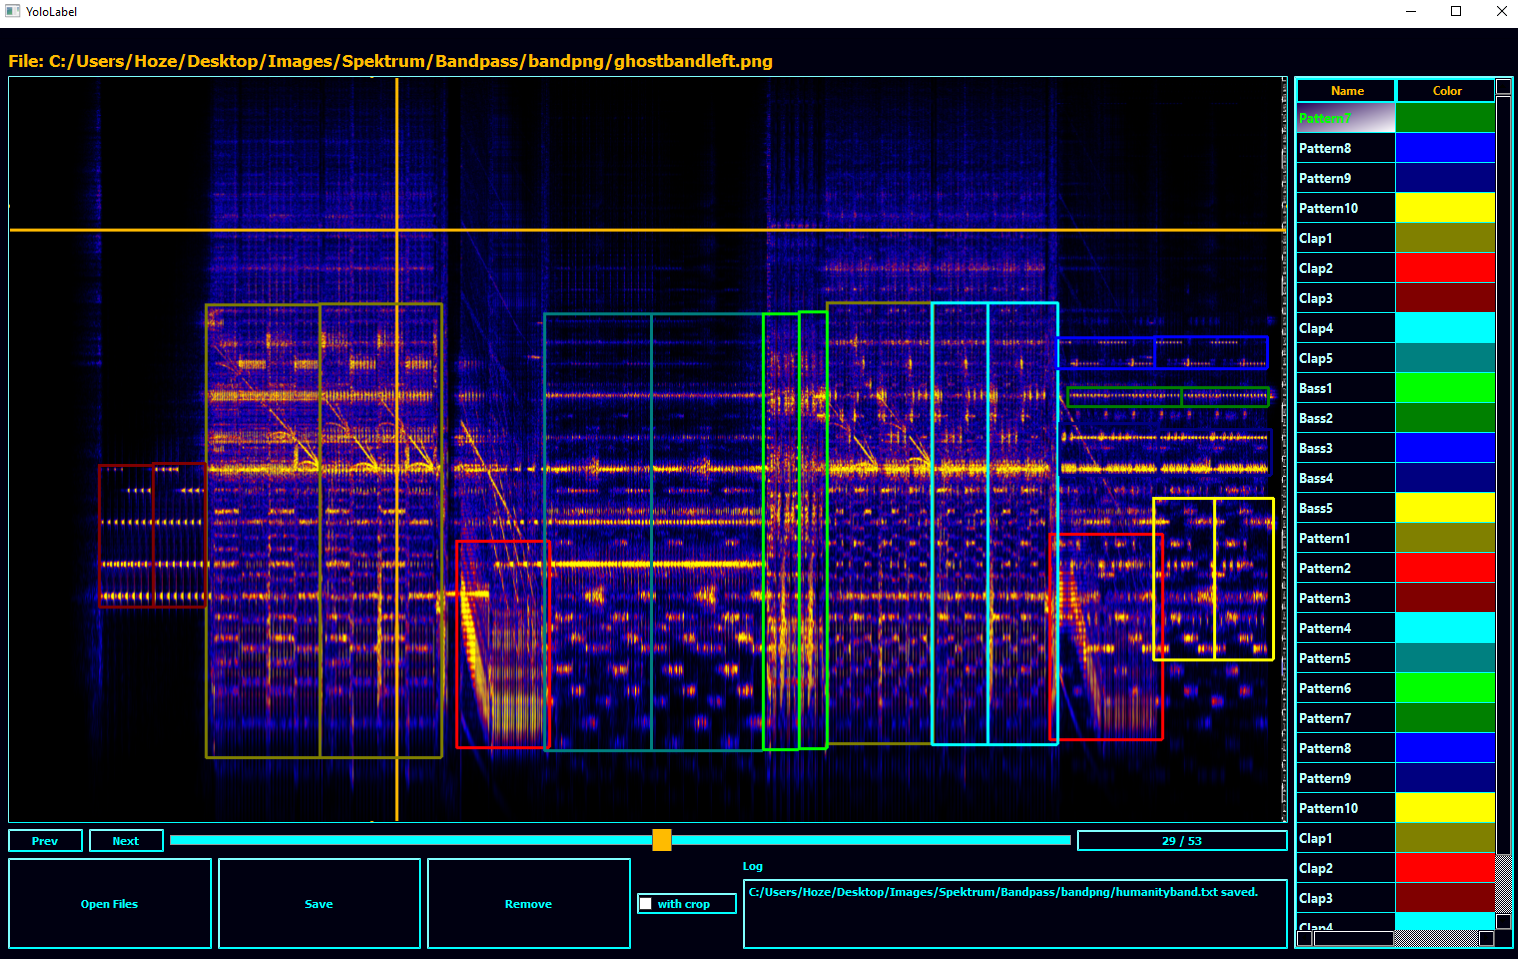 YoloLabel
File: C:/Users/Hoze/Desktop/Images/Spektrum/Bandpass/bandpng/ghostbandleft.png
Name Color
Pattern7
Pattern8
Pattern9
Pattern10
Clap1
Clap2
Clap3
Clap4
Clap5
Bass1
Bass2
Bass3
Bass4
Bass5
Pattern1
Pattern2
Pattern3
Pattern4
Pattern5
Pattern6
Pattern7
Pattern8
Pattern9
Pattern10
Clap1
Clap2
Clap3
Clap4
Prev Next 29 / 53
Log
Open Files Save Remove with crop
C:/Users/Hoze/Desktop/Images/Spektrum/Bandpass/bandpng/humanityband.txt saved.